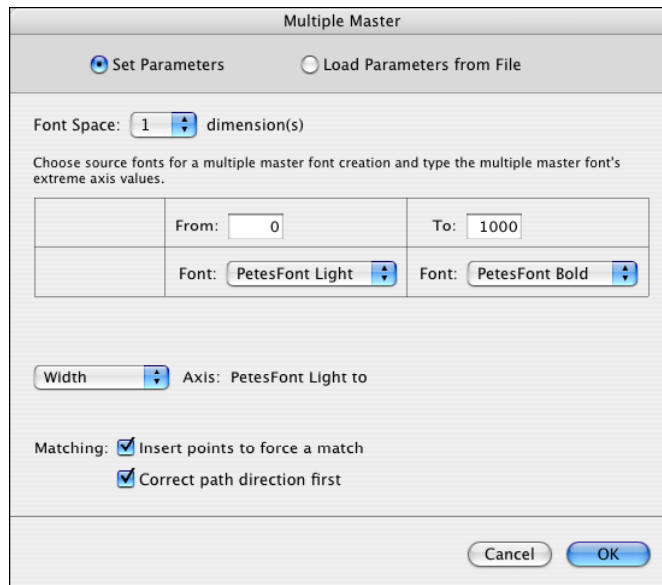 Multiple Master
Set Parameters Load Parameters from File
Font Space: 1 dimension(s)
Choose source fonts for a multiple master font creation and type the multiple master font's
extreme axis values.
From: 0 To: 1000
Font: PetesFont Light Font: PetesFont Bold
Width Axis: PetesFont Light to
Matching: Insert points to force a match
Correct path direction first
Cancel OK